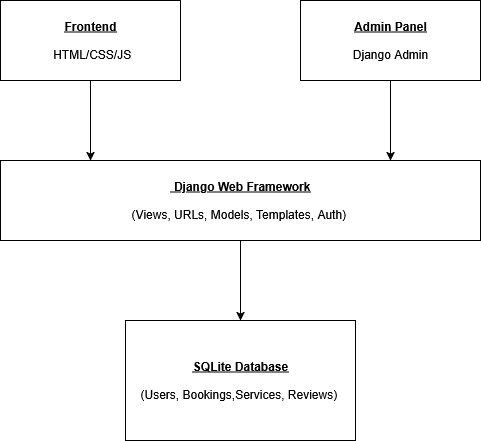 Frontend
HTML/CSS/JS
Admin Panel
Django Admin
Django Web Framework
(Views, URLs, Models, Templates, Auth)
SQLite Database
(Users, Bookings,Services, Reviews)